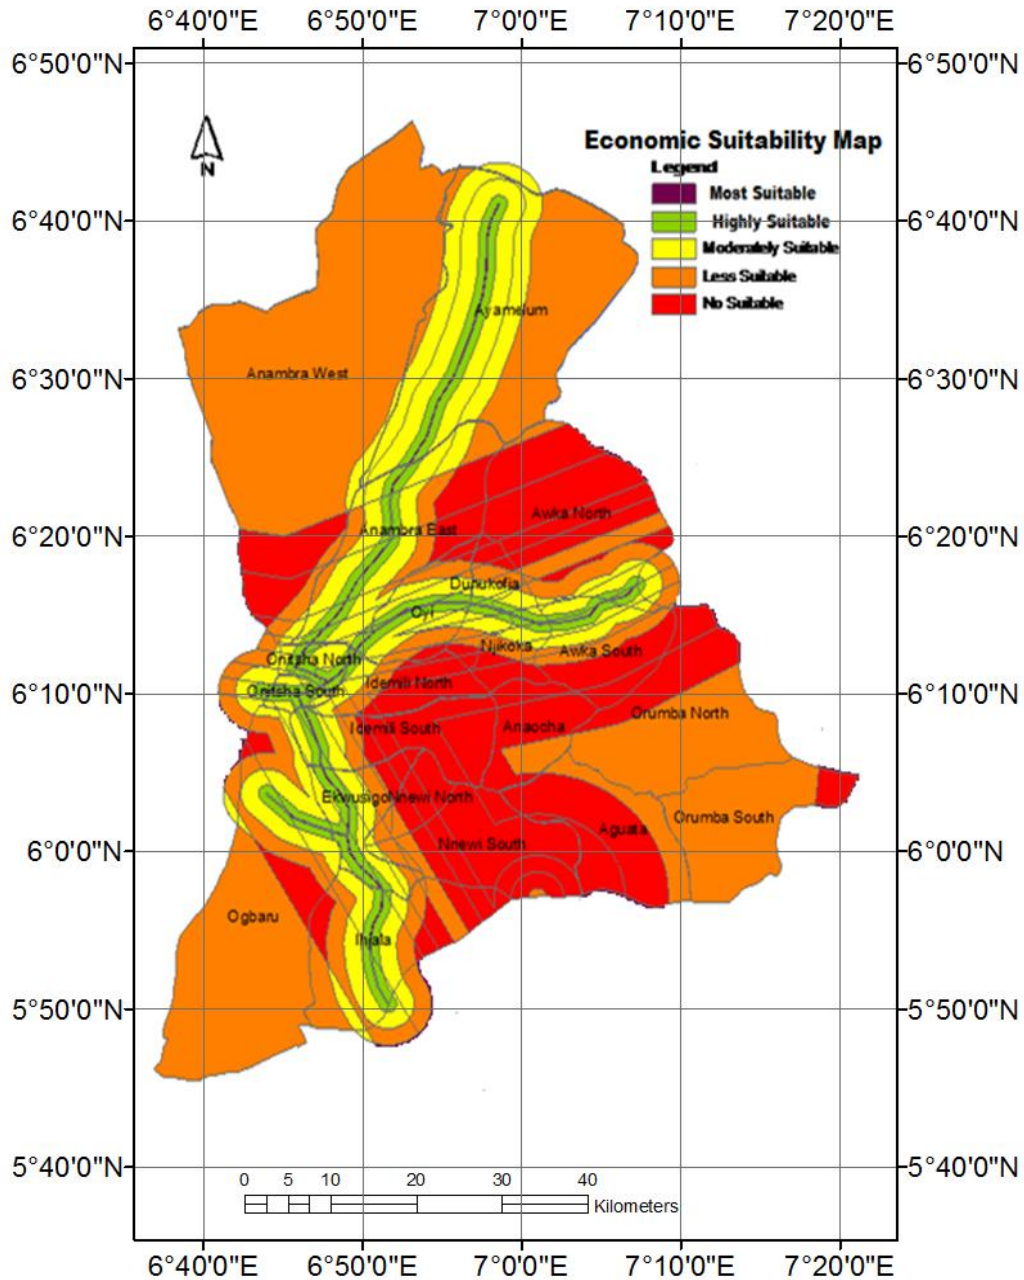 6°40'0"E 6°50'0"E 7°0'0"E 7°10'0"E 7°20'0"E
6°50'0"N 6°50'0"N
Economic Suitability Map
Legend
N
Most Suitable
6°40'0"N 6°40'0"N
Highly Suitable
Moderately Suitable
Less Suitable
No Suitable
Ayamelum
6°30'0"N Anambra West 6°30'0"N
Awka North
6°20'0"N Anambra East 6°20'0"N
Dunukofia
Oyi
Njikoka Awka South
Onitsha North
6°10'0"N Onitsha South Idemili North 6°10'0"N
Orumba North
Idemili South Anaocha
Ekwusigo Nnewi North
Orumba South
Aguata
6°0'0"N Nnewi South 6°0'0"N
Ogbaru
Ihiala
5°50'0"N 5°50'0"N
5°40'0"N 5°40'0"N
0 5 10 20 30 40
Kilometers
6°40'0"E 6°50'0"E 7°0'0"E 7°10'0"E 7°20'0"E